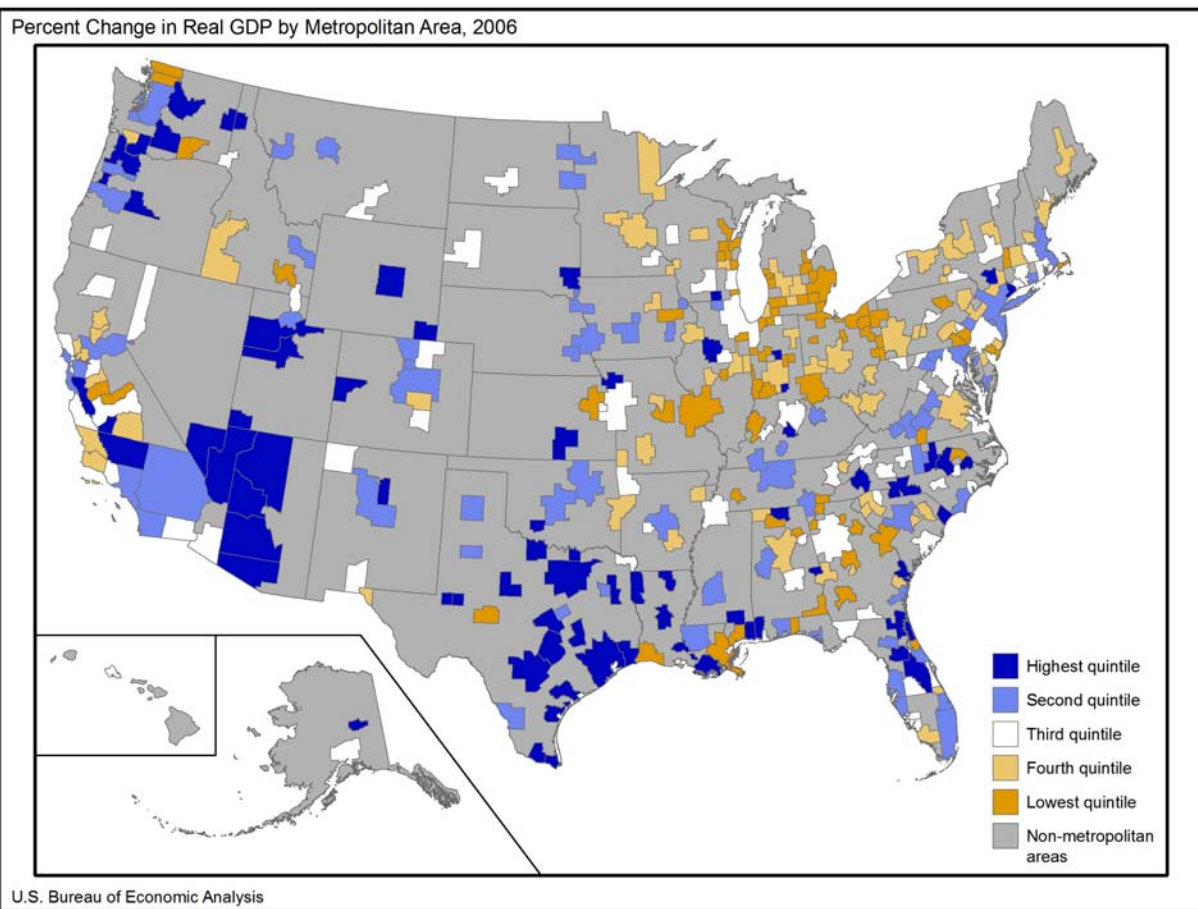 Percent Change in Real GDP by Metropolitan Area, 2006
Highest quintile
Second quintile
Third quintile
Fourth quintile
Lowest quintile
Non-metropolitan
areas
U.S. Bureau of Economic Analysis